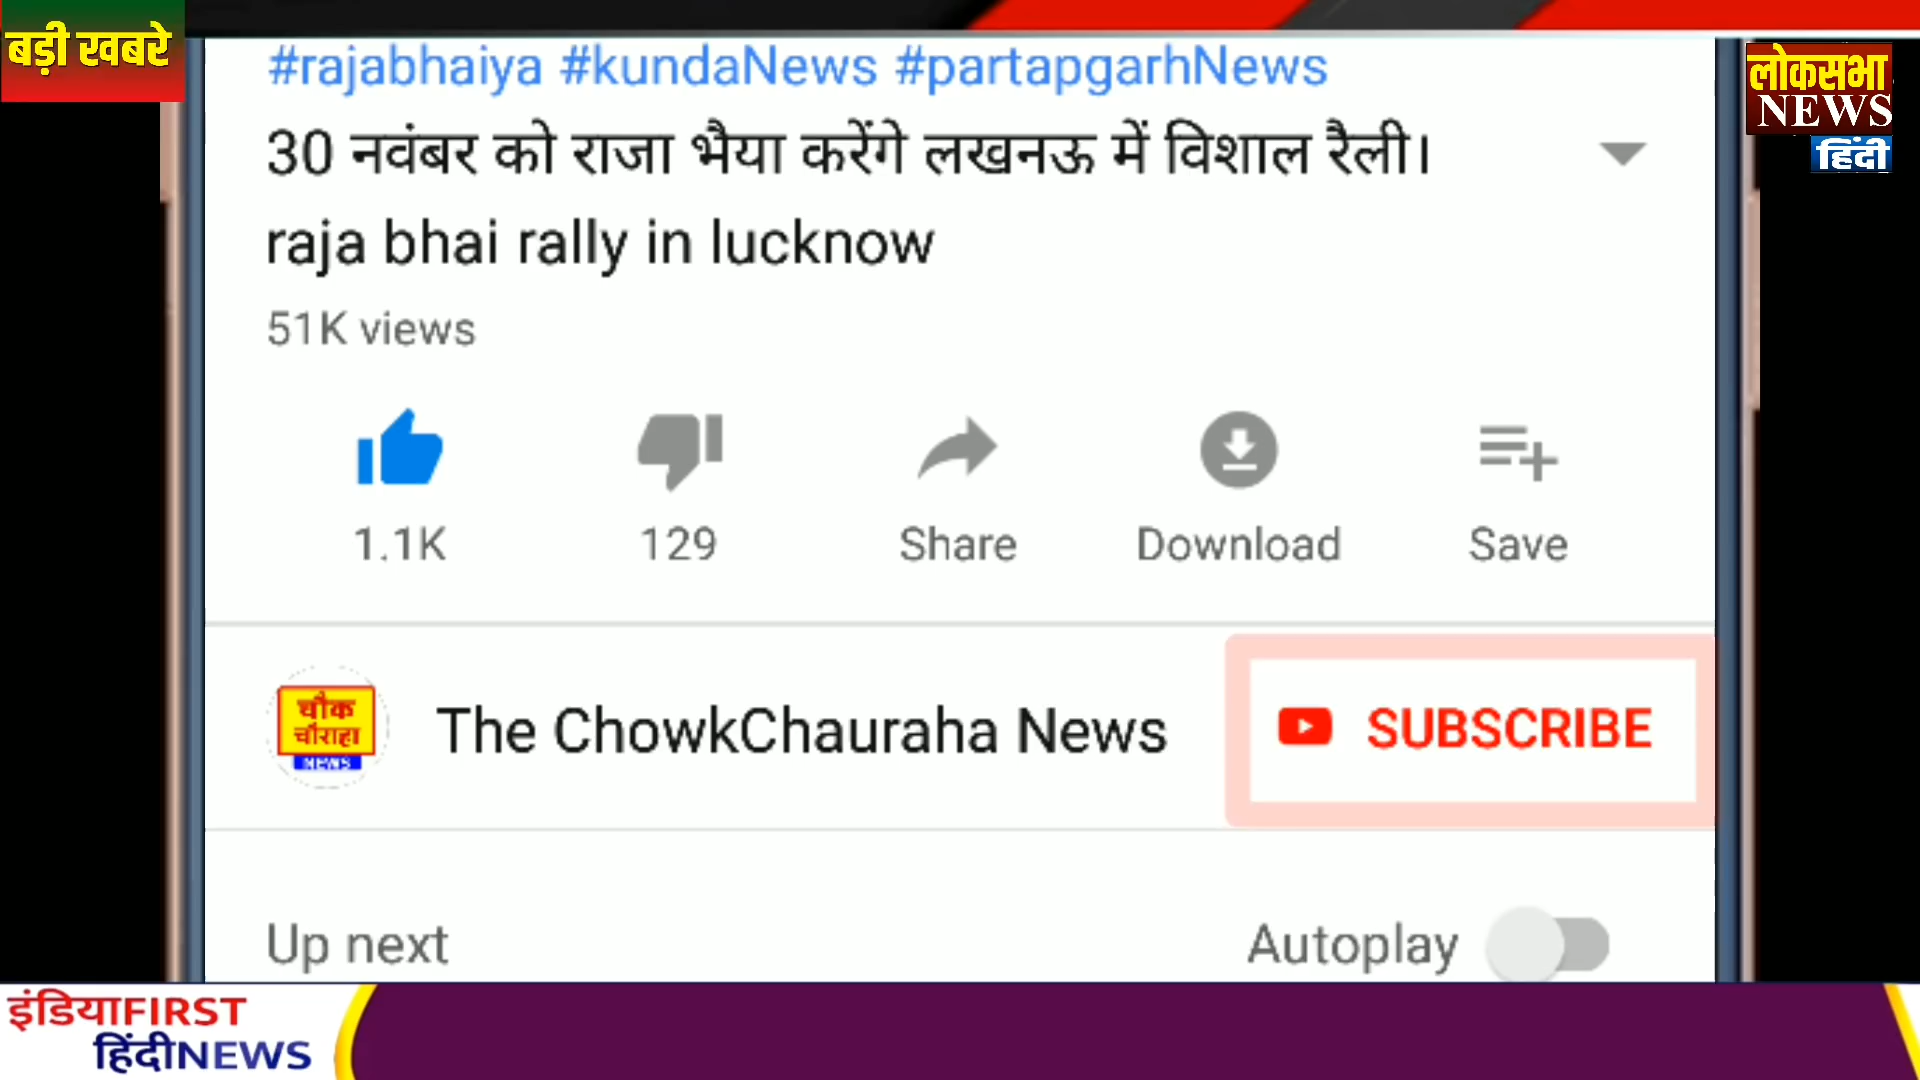 बड़ी खबरे
लोकसभा
NEWS
हिंदी
#rajabhaiya #kundaNews #partapgarhNews
30 नवंबर को राजा भैया करेंगे लखनऊ में विशाल रैली।
raja bhai rally in lucknow
51K views
1.1K 129 Share Download Save
चौक
चौराहा
NEWS
The ChowkChauraha News
SUBSCRIBE
Up next
Autoplay
इंडियाFIRST
हिंदीNEWS